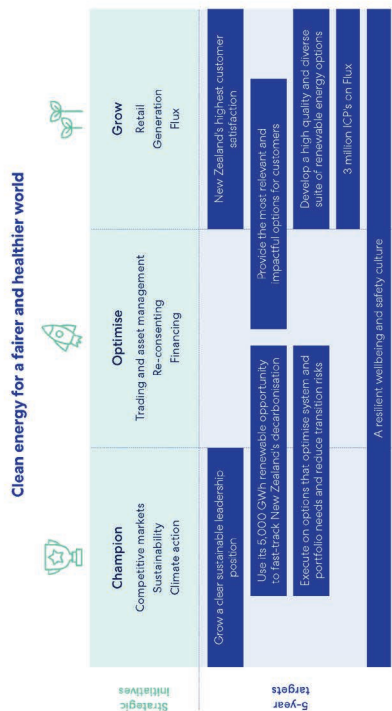 Clean energy for a fairer and healthier world
Strategic
initiatives
Champion
Competitive markets
Sustainability
Climate action
Optimise
Trading and asset management
Re-consenting
Financing
Grow
Retail
Generation
Flux
5-year
targets
Grow a clear sustainable leadership
position
New Zealand's highest customer
satisfaction
Use its 5,000 GWh renewable opportunity
to fast-track New Zealand's decarbonisation
Provide the most relevant and
impactful options for customers
Execute on options that optimise system and
portfolio needs and reduce transition risks
Develop a high quality and diverse
suite of renewable energy options
3 million ICP's on Flux
A resilient wellbeing and safety culture